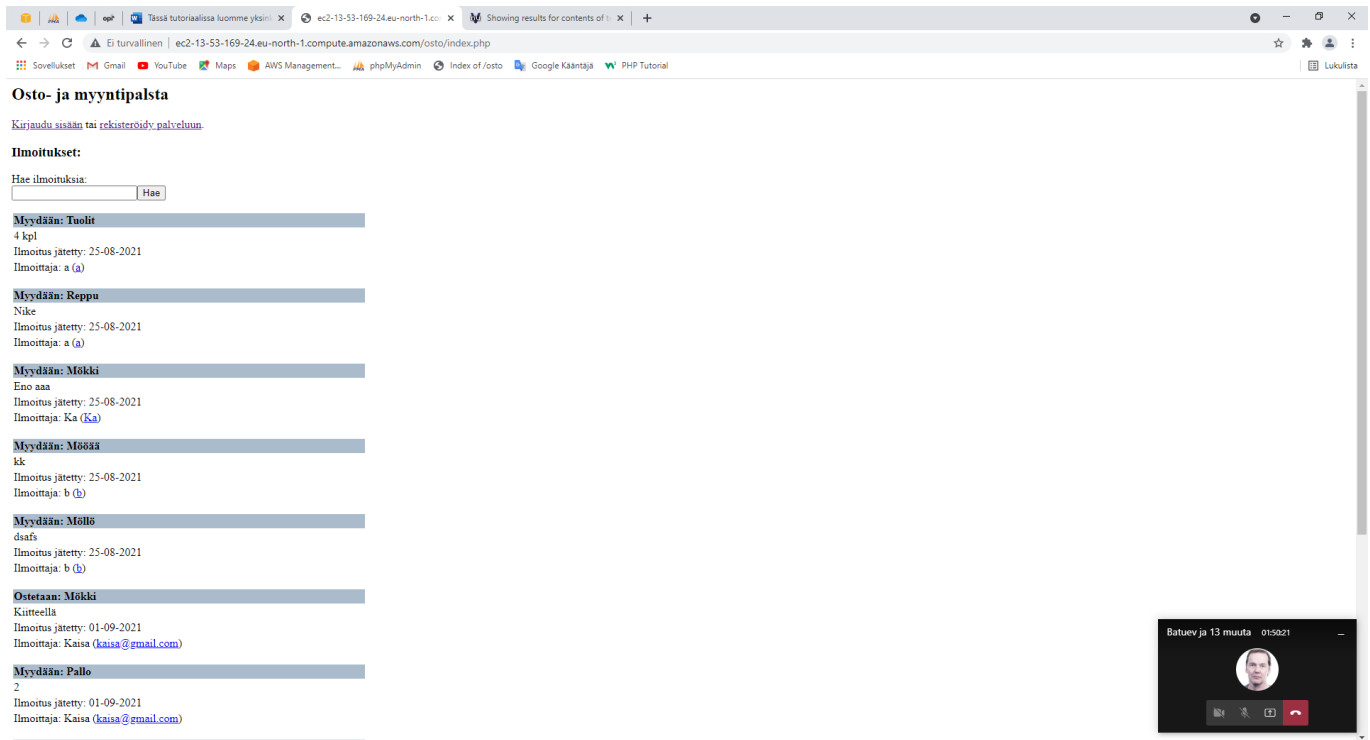 opi!
Tässä tutoriaalissa luomme yksin
ec2-13-53-169-24.eu-north-1.co
Showing results for contents of t
Ei turvallinen
ec2-13-53-169-24.eu-north-1.compute.amazonaws.com/osto/index.php
Sovellukset
Gmail
YouTube
Maps
AWS Management...
phpMyAdmin
Index of /osto
Google Kääntäjä
PHP Tutorial
Lukulista
Osto- ja myyntipalsta
Kirjaudu sisään tai rekisteröidy palveluun.
Ilmoitukset:
Hae ilmoituksia:
Hae
Myydään: Tuolit
4 kpl
Ilmoitus jätetty: 25-08-2021
Ilmoittaja: a (a)
Myydään: Reppu
Nike
Ilmoitus jätetty: 25-08-2021
Ilmoittaja: a (a)
Myydään: Mökki
Eno aaa
Ilmoitus jätetty: 25-08-2021
Ilmoittaja: Ka (Ka)
Myydään: Mööää
kk
Ilmoitus jätetty: 25-08-2021
Ilmoittaja: b (b)
Myydään: Möllö
dsafs
Ilmoitus jätetty: 25-08-2021
Ilmoittaja: b (b)
Ostetaan: Mökki
Kiitteellä
Ilmoitus jätetty: 01-09-2021
Ilmoittaja: Kaisa (kaisa@gmail.com)
Myydään: Pallo
2
Ilmoitus jätetty: 01-09-2021
Ilmoittaja: Kaisa (kaisa@gmail.com)
Batuev ja 13 muuta 01:50:21